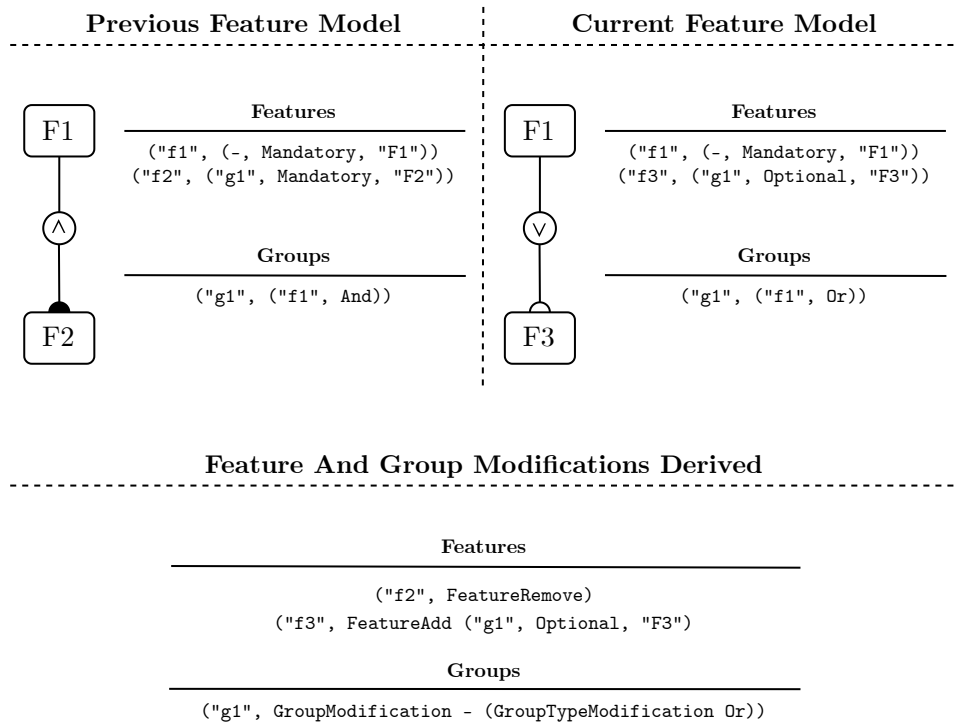 Previous Feature Model
F1
∧
F2
Features
("f1", (-, Mandatory, "F1"))
("f2", ("g1", Mandatory, "F2"))
Groups
("g1", ("f1", And))
Current Feature Model
F1
∨
F3
Features
("f1", (-, Mandatory, "F1"))
("f3", ("g1", Optional, "F3"))
Groups
("g1", ("f1", Or))
Feature And Group Modifications Derived
Features
("f2", FeatureRemove)
("f3", FeatureAdd ("g1", Optional, "F3")
Groups
("g1", GroupModification - (GroupTypeModification Or))